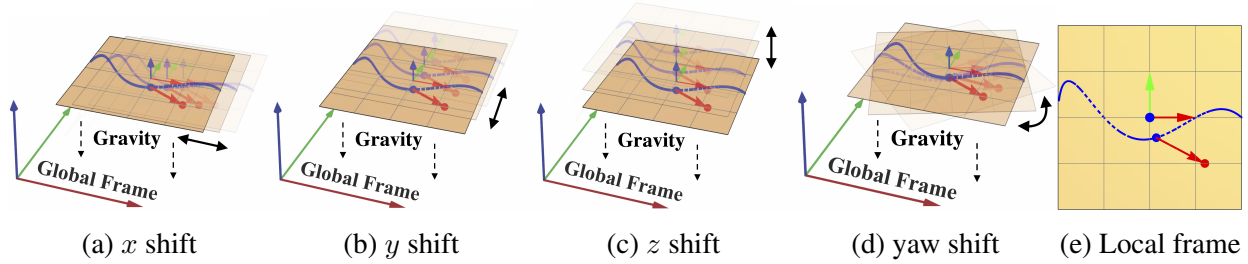 Gravity
Global Frame
(a) x shift
Gravity
Global Frame
(b) y shift
Gravity
Global Frame
(c) z shift
Gravity
Global Frame
(d) yaw shift
(e) Local frame